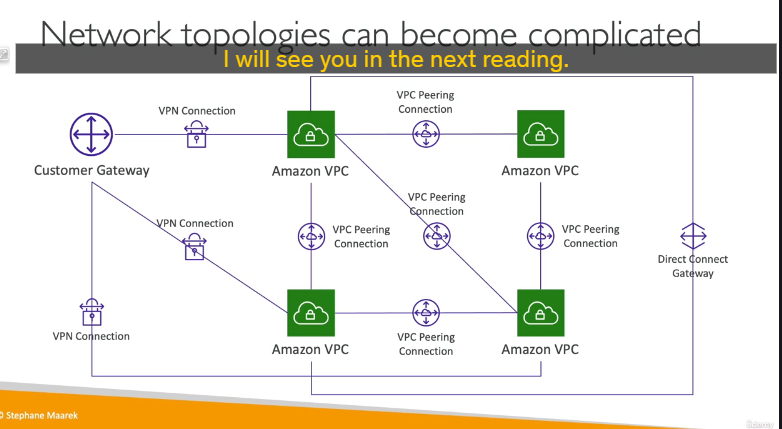 Network topologies can become complicated
I will see you in the next reading.
VPN Connection
VPC Peering
Connection
Customer Gateway
Amazon VPC
Amazon VPC
VPN Connection
VPC Peering
Connection
VPC Peering
Connection
VPC Peering
Connection
Direct Connect
Gateway
VPN Connection
VPC Peering
Connection
Amazon VPC
Amazon VPC
© Stephane Maarek
Udemy